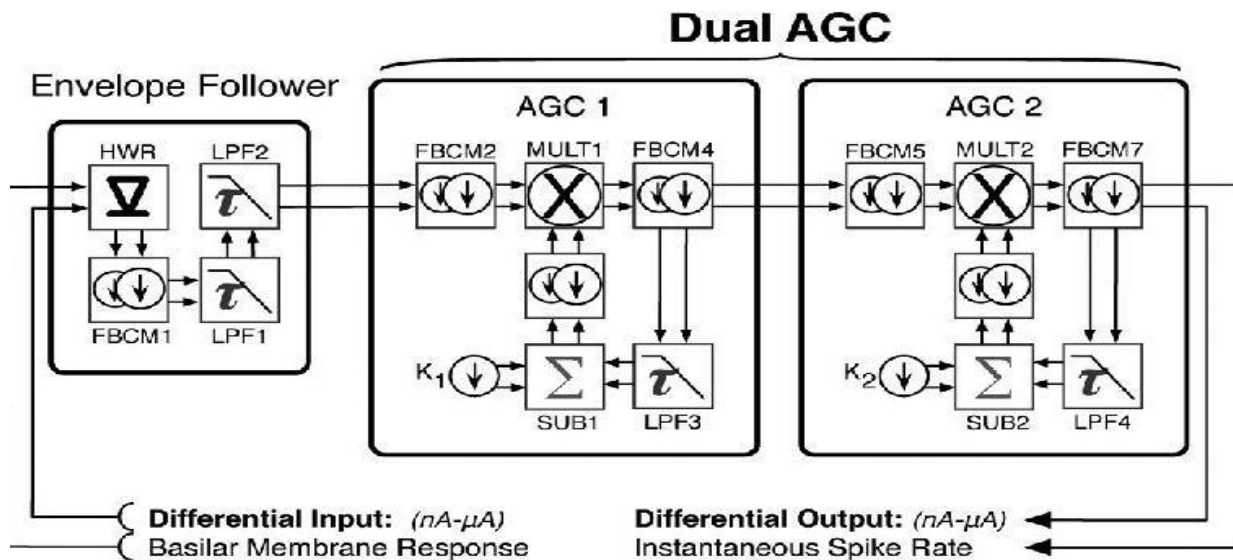 Dual AGC
Envelope Follower
AGC 1
AGC 2
HWR
LPF2
FBCM2
MULT1
FBCM4
FBCM5
MULT2
FBCM7
τ
X
X
FBCM1
LPF1
τ
K1
Σ
τ
K2
Σ
τ
SUB1
LPF3
SUB2
LPF4
Differential Input: (nA-μA)
Basilar Membrane Response
Differential Output: (nA-μA)
Instantaneous Spike Rate